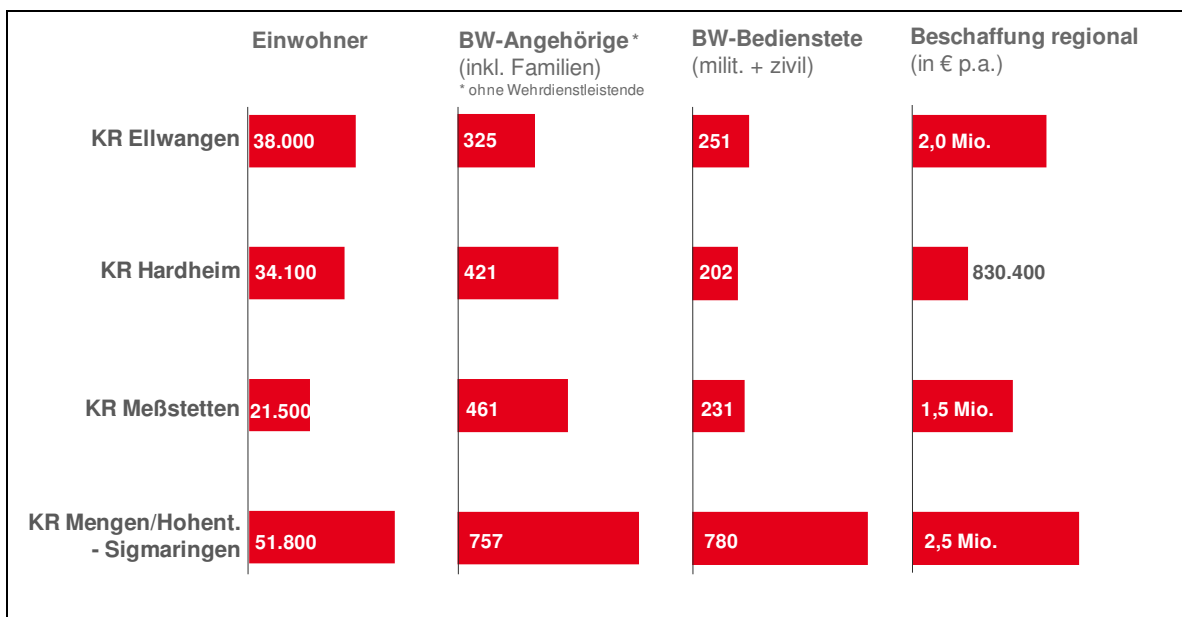 Einwohner
BW-Angehörige *
(inkl. Familien)
* ohne Wehrdienstleistende
BW-Bedienstete
(milit. + zivil)
Beschaffung regional
(in € p.a.)
KR Ellwangen 38.000 325 251 2,0 Mio.
KR Hardheim 34.100 421 202 830.400
KR Meßstetten 21.500 461 231 1,5 Mio.
KR Mengen/Hohent.
- Sigmaringen 51.800 757 780 2,5 Mio.